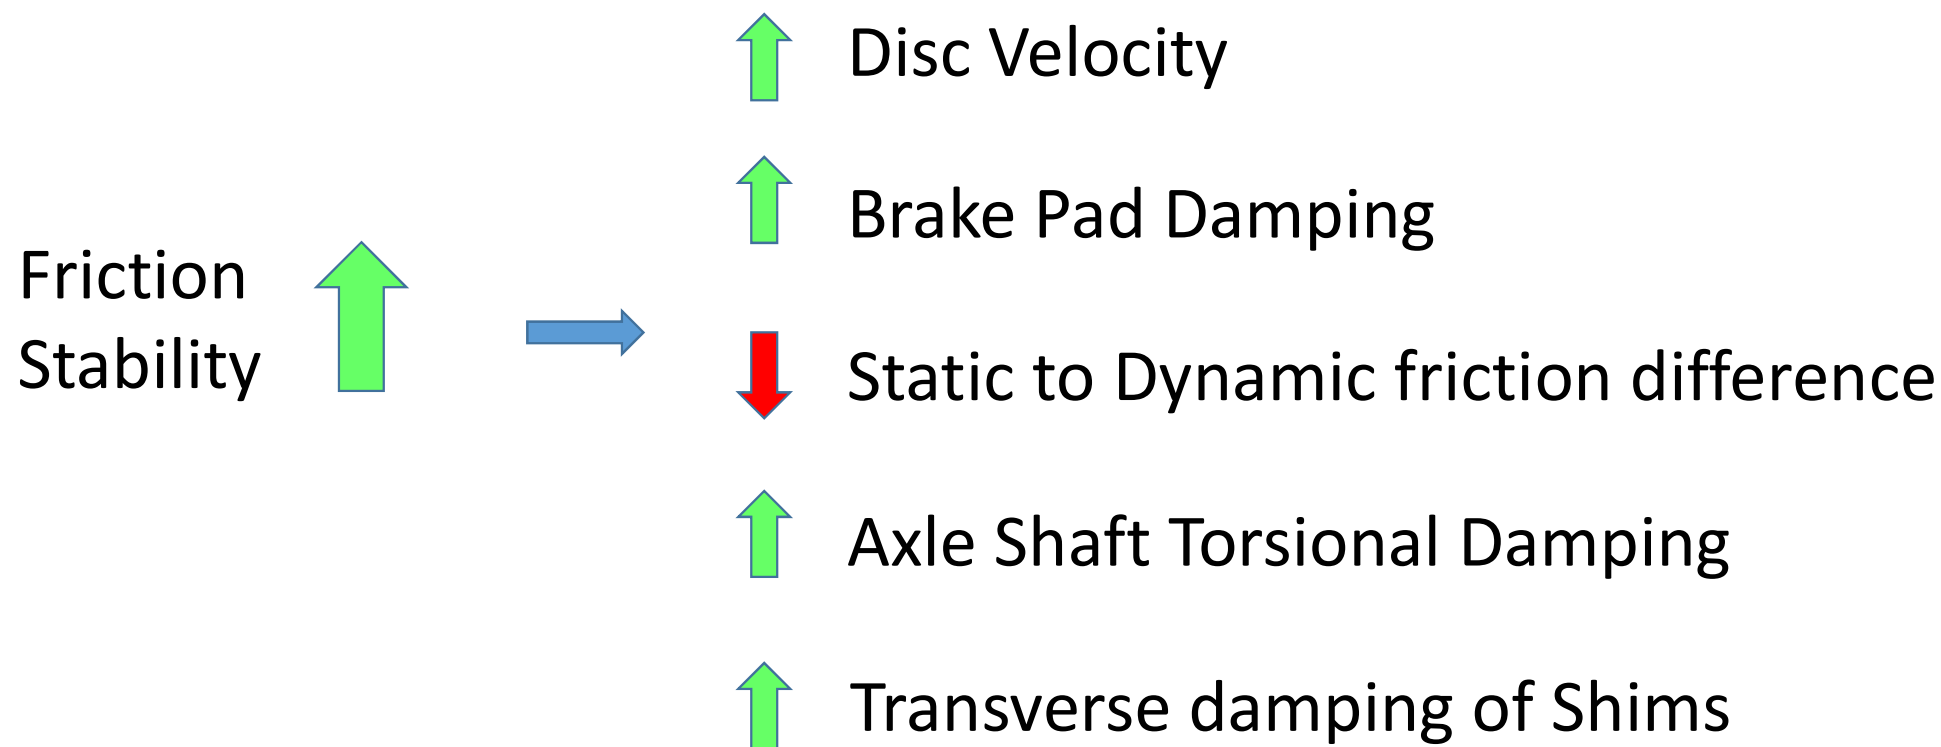 Disc Velocity
Brake Pad Damping
Friction
Stability
Static to Dynamic friction difference
Axle Shaft Torsional Damping
Transverse damping of Shims